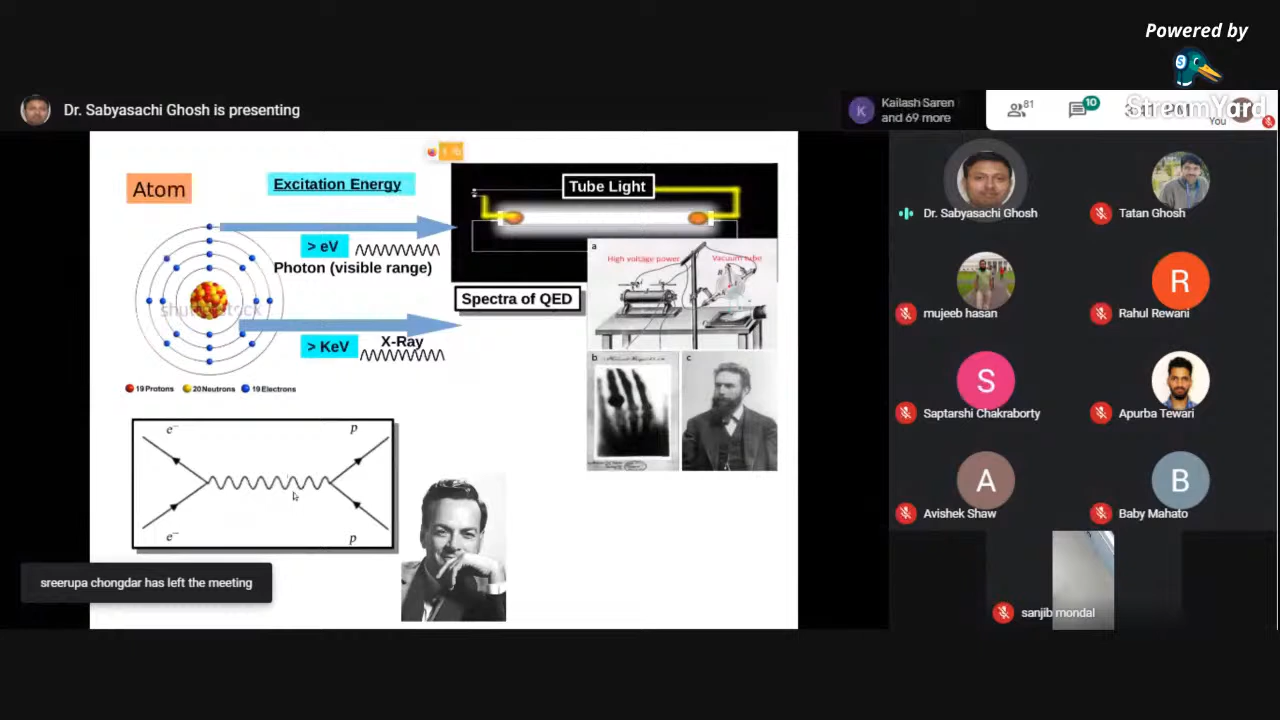 Powered by
StreamYard
Dr. Sabyasachi Ghosh is presenting
Kailash Saren
and 69 more
K
81
10
You
Atom
Excitation Energy
Tube Light
> eV
Photon (visible range)
Spectra of QED
> KeV
X-Ray
shutterstock
19 Protons
20 Neutrons
19 Electrons
a
High voltage power
Vacuum tube
b
c
e⁻
p
e⁻
p
sreerupa chongdar has left the meeting
Dr. Sabyasachi Ghosh
Tatan Ghosh
mujeeb hasan
R
Rahul Rewani
S
Saptarshi Chakraborty
Apurba Tewari
A
Avishek Shaw
B
Baby Mahato
sanjib mondal